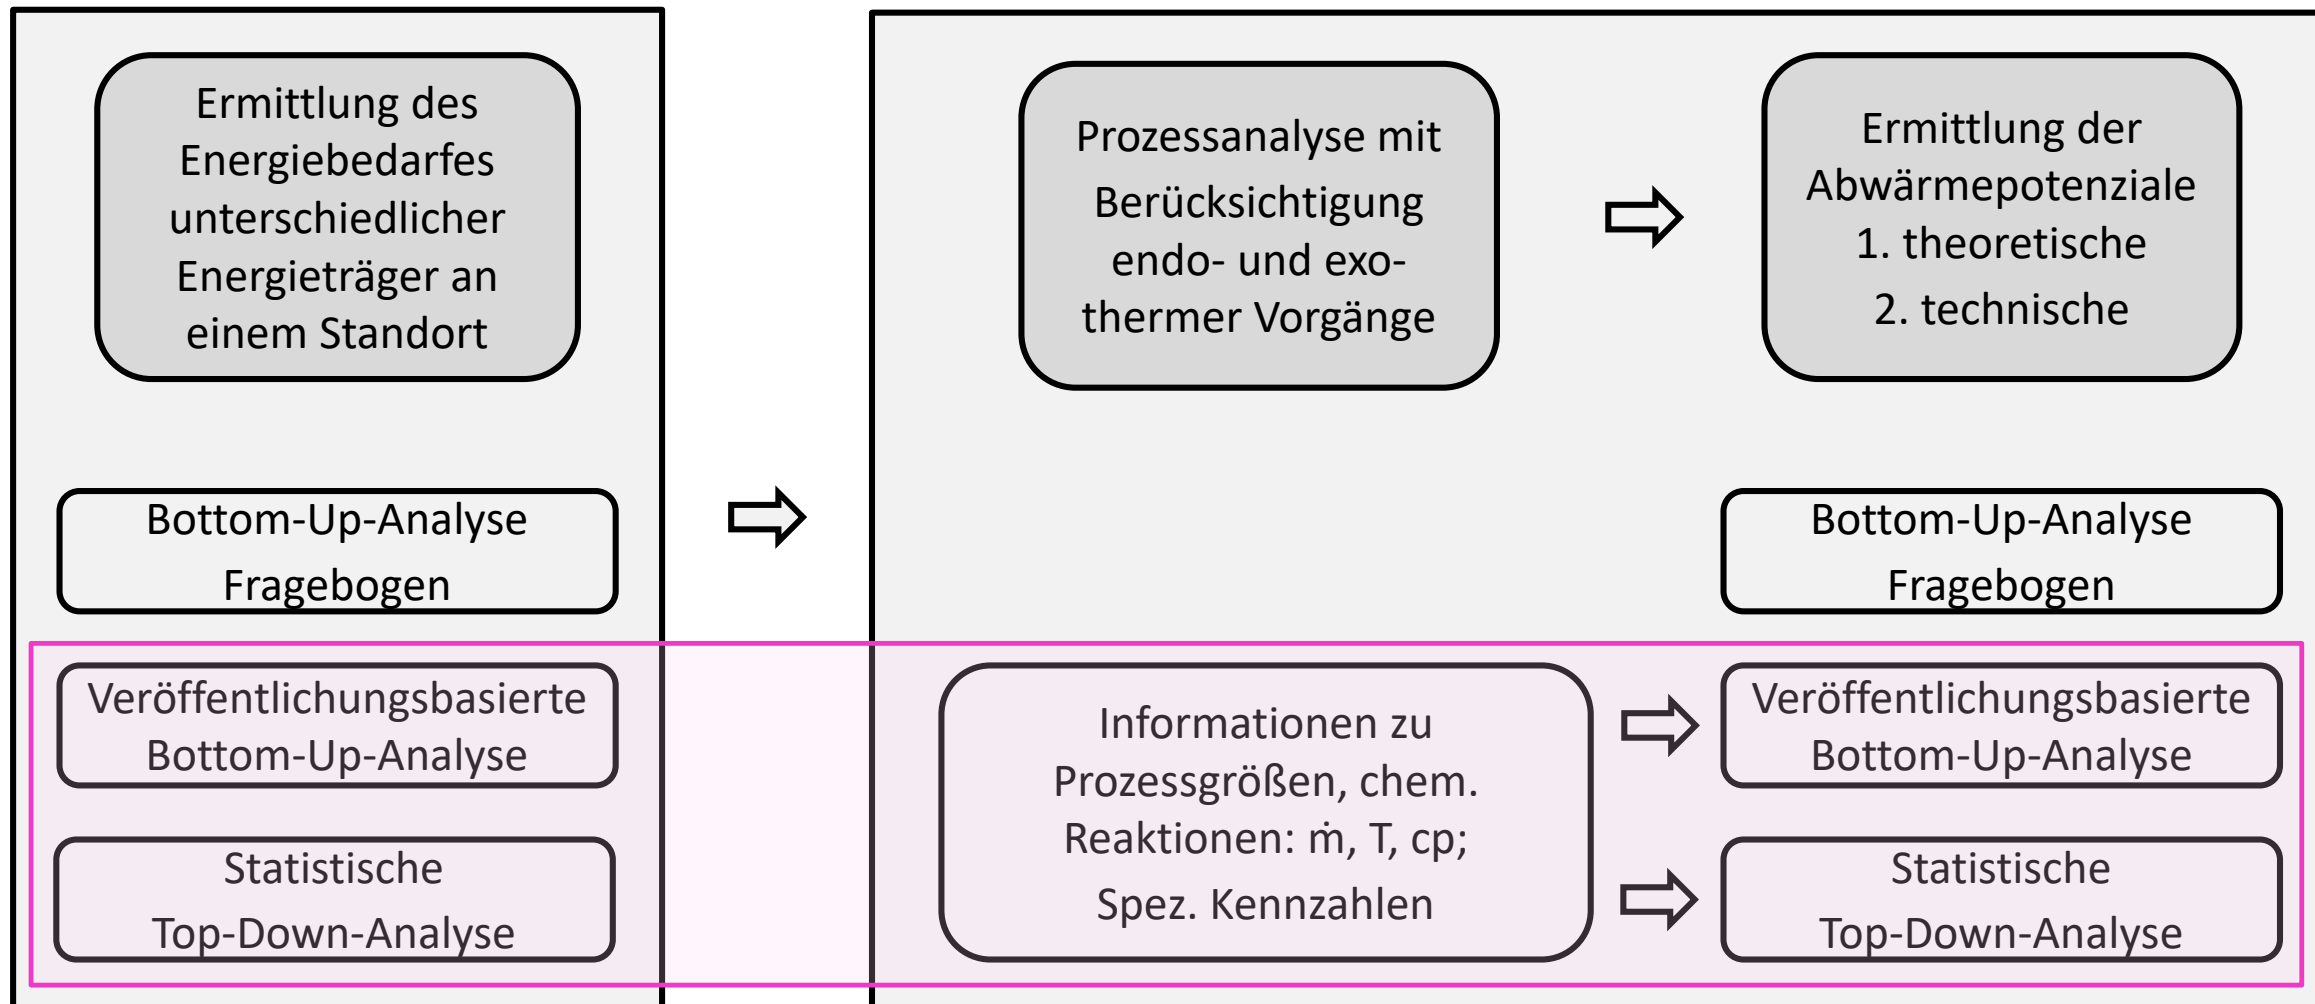 Ermittlung des
Energiebedarfes
unterschiedlicher
Energieträger an
einem Standort
Bottom-Up-Analyse
Fragebogen
Veröffentlichungsbasierte
Bottom-Up-Analyse
Statistische
Top-Down-Analyse
Prozessanalyse mit
Berücksichtigung
endo- und exo-
thermer Vorgänge
Informationen zu
Prozessgrößen, chem.
Reaktionen: ṁ, T, cp;
Spez. Kennzahlen
Ermittlung der
Abwärmepotenziale
1. theoretische
2. technische
Bottom-Up-Analyse
Fragebogen
Veröffentlichungsbasierte
Bottom-Up-Analyse
Statistische
Top-Down-Analyse